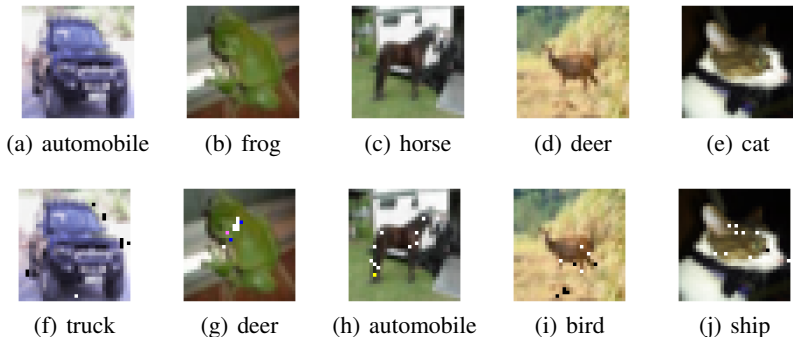 (a) automobile (b) frog (c) horse (d) deer (e) cat
(f) truck (g) deer (h) automobile (i) bird (j) ship